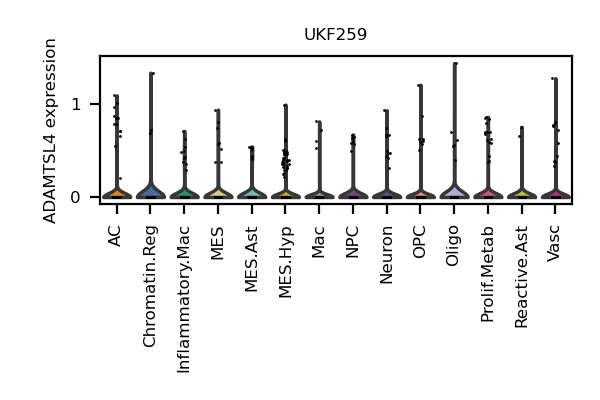 UKF259
ADAMTSL4 expression
1
0
AC
Chromatin.Reg
Inflammatory.Mac
MES
MES.Ast
MES.Hyp
Mac
NPC
Neuron
OPC
Oligo
Prolif.Metab
Reactive.Ast
Vasc